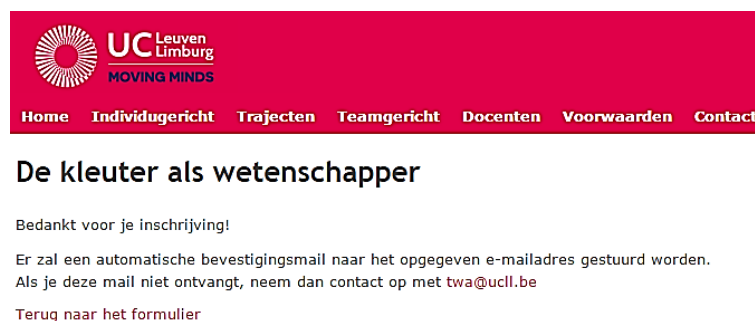 UC Leuven
Limburg
MOVING MINDS
Home Individugericht Trajecten Teamgericht Docenten Voorwaarden Contact
De kleuter als wetenschapper
Bedankt voor je inschrijving!
Er zal een automatische bevestigingsmail naar het opgegeven e-mailadres gestuurd worden.
Als je deze mail niet ontvangt, neem dan contact op met twa@ucll.be
Terug naar het formulier